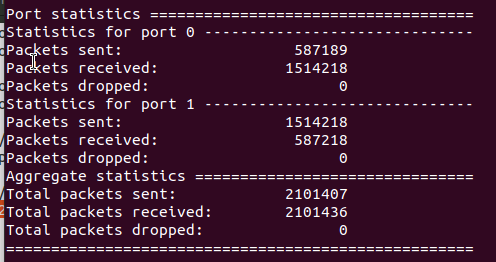 Port statistics ====================================
Statistics for port 0 ------------------------------
Packets sent: 587189
Packets received: 1514218
Packets dropped: 0
Statistics for port 1 ------------------------------
Packets sent: 1514218
Packets received: 587218
Packets dropped: 0
Aggregate statistics ===============================
Total packets sent: 2101407
Total packets received: 2101436
Total packets dropped: 0
====================================================